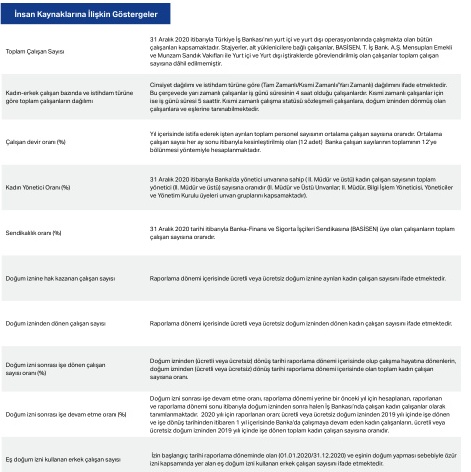 İnsan Kaynaklarına İlişkin Göstergeler
Toplam Çalışan Sayısı
31 Aralık 2020 itibarıyla Türkiye İş Bankası'nın yurt içi ve yurt dışı operasyonlarında çalışmakta olan bütün
çalışanları kapsamaktadır. Stajyerler, alt yüklenicilere bağlı çalışanlar, BASİSEN, T. İş Bank. A.Ş. Mensupları Emekli
ve Munzam Sandık Vakıfları ile Yurt içi ve Yurt dışı iştiraklerde görevlendirilmiş olan çalışanlar toplam çalışan
sayısına dâhil edilmemiştir.
Kadın-erkek çalışan bazında ve istihdam türüne
göre toplam çalışanların dağılımı
Cinsiyet dağılımı ve istihdam türüne göre (Tam Zamanlı/Kısmi Zamanlı/Yarı Zamanlı) dağılımını ifade etmektedir.
Bu çerçevede yarı zamanlı çalışanlar iş günü süresinin 4 saat olduğu çalışanlardır. Kısmi zamanlı çalışanlar için
ise iş günü süresi 5 saattir. Kısmi zamanlı çalışma statüsü sözleşmeli çalışanlara, doğum izninden dönmüş olan
çalışanlara ve eşlerine tanınabilmektedir.
Çalışan devir oranı (%)
Yıl içerisinde istifa ederek işten ayrılan toplam personel sayısının ortalama çalışan sayısına oranıdır. Ortalama
çalışan sayısı her ay sonu itibarıyla kesinleştirilmiş olan (12 adet) Banka çalışan sayılarının toplamının 12'ye
bölünmesi yöntemiyle hesaplanmaktadır.
Kadın Yönetici Oranı (%)
31 Aralık 2020 itibarıyla Banka'da yönetici unvanına sahip ( II. Müdür ve üstü) kadın çalışan sayısının toplam
yönetici (II. Müdür ve üstü) sayısına oranıdır (II. Müdür ve Üstü Unvanlar; II. Müdür, Bilgi İşlem Yöneticisi, Yöneticiler
ve Yönetim Kurulu üyeleri unvan gruplarını kapsamaktadır).
Sendikalılık oranı (%)
31 Aralık 2020 tarihi itibarıyla Banka-Finans ve Sigorta İşçileri Sendikasına (BASİSEN) üye olan çalışanların toplam
çalışan sayısına oranıdır.
Doğum iznine hak kazanan çalışan sayısı
Raporlama dönemi içerisinde ücretli veya ücretsiz doğum iznine ayrılan kadın çalışan sayısını ifade etmektedir.
Doğum izninden dönen çalışan sayısı
Raporlama dönemi içerisinde ücretli veya ücretsiz doğum izninden dönen kadın çalışan sayısını ifade etmektedir.
Doğum izni sonrası işe dönen çalışan
sayısı oranı (%)
Doğum izninden (ücretli veya ücretsiz) dönüş tarihi raporlama dönemi içerisinde olup çalışma hayatına dönenlerin,
doğum izninden (ücretli veya ücretsiz) dönüş tarihi raporlama dönemi içerisinde olan toplam kadın çalışan
sayısına oranı.
Doğum izni sonrası işe devam etme oranı (%)
Doğum izni sonrası işe devam etme oranı, raporlama dönemi yerine bir önceki yıl için hesaplanan, raporlanan
ve raporlama dönemi sonu itibarıyla doğum izninden sonra halen İş Bankası'nda çalışan kadın çalışanlar olarak
tanımlanmaktadır. 2020 yılı için raporlanan oran; ücretli veya ücretsiz doğum izninden 2019 yılı içinde işe dönen
ve işe dönüş tarihinden itibaren 1 yıl içerisinde Banka'da çalışmaya devam eden kadın çalışanların, ücretli veya
ücretsiz doğum izninden 2019 yılı içinde işe dönen toplam kadın çalışan sayısına oranıdır.
Eş doğum izni kullanan erkek çalışan sayısı
İzin başlangıç tarihi raporlama döneminde olan (01.01.2020/31.12.2020) ve eşinin doğum yapması sebebiyle özür
izni kapsamında yer alan eş doğum izni kullanan erkek çalışan sayısını ifade etmektedir.